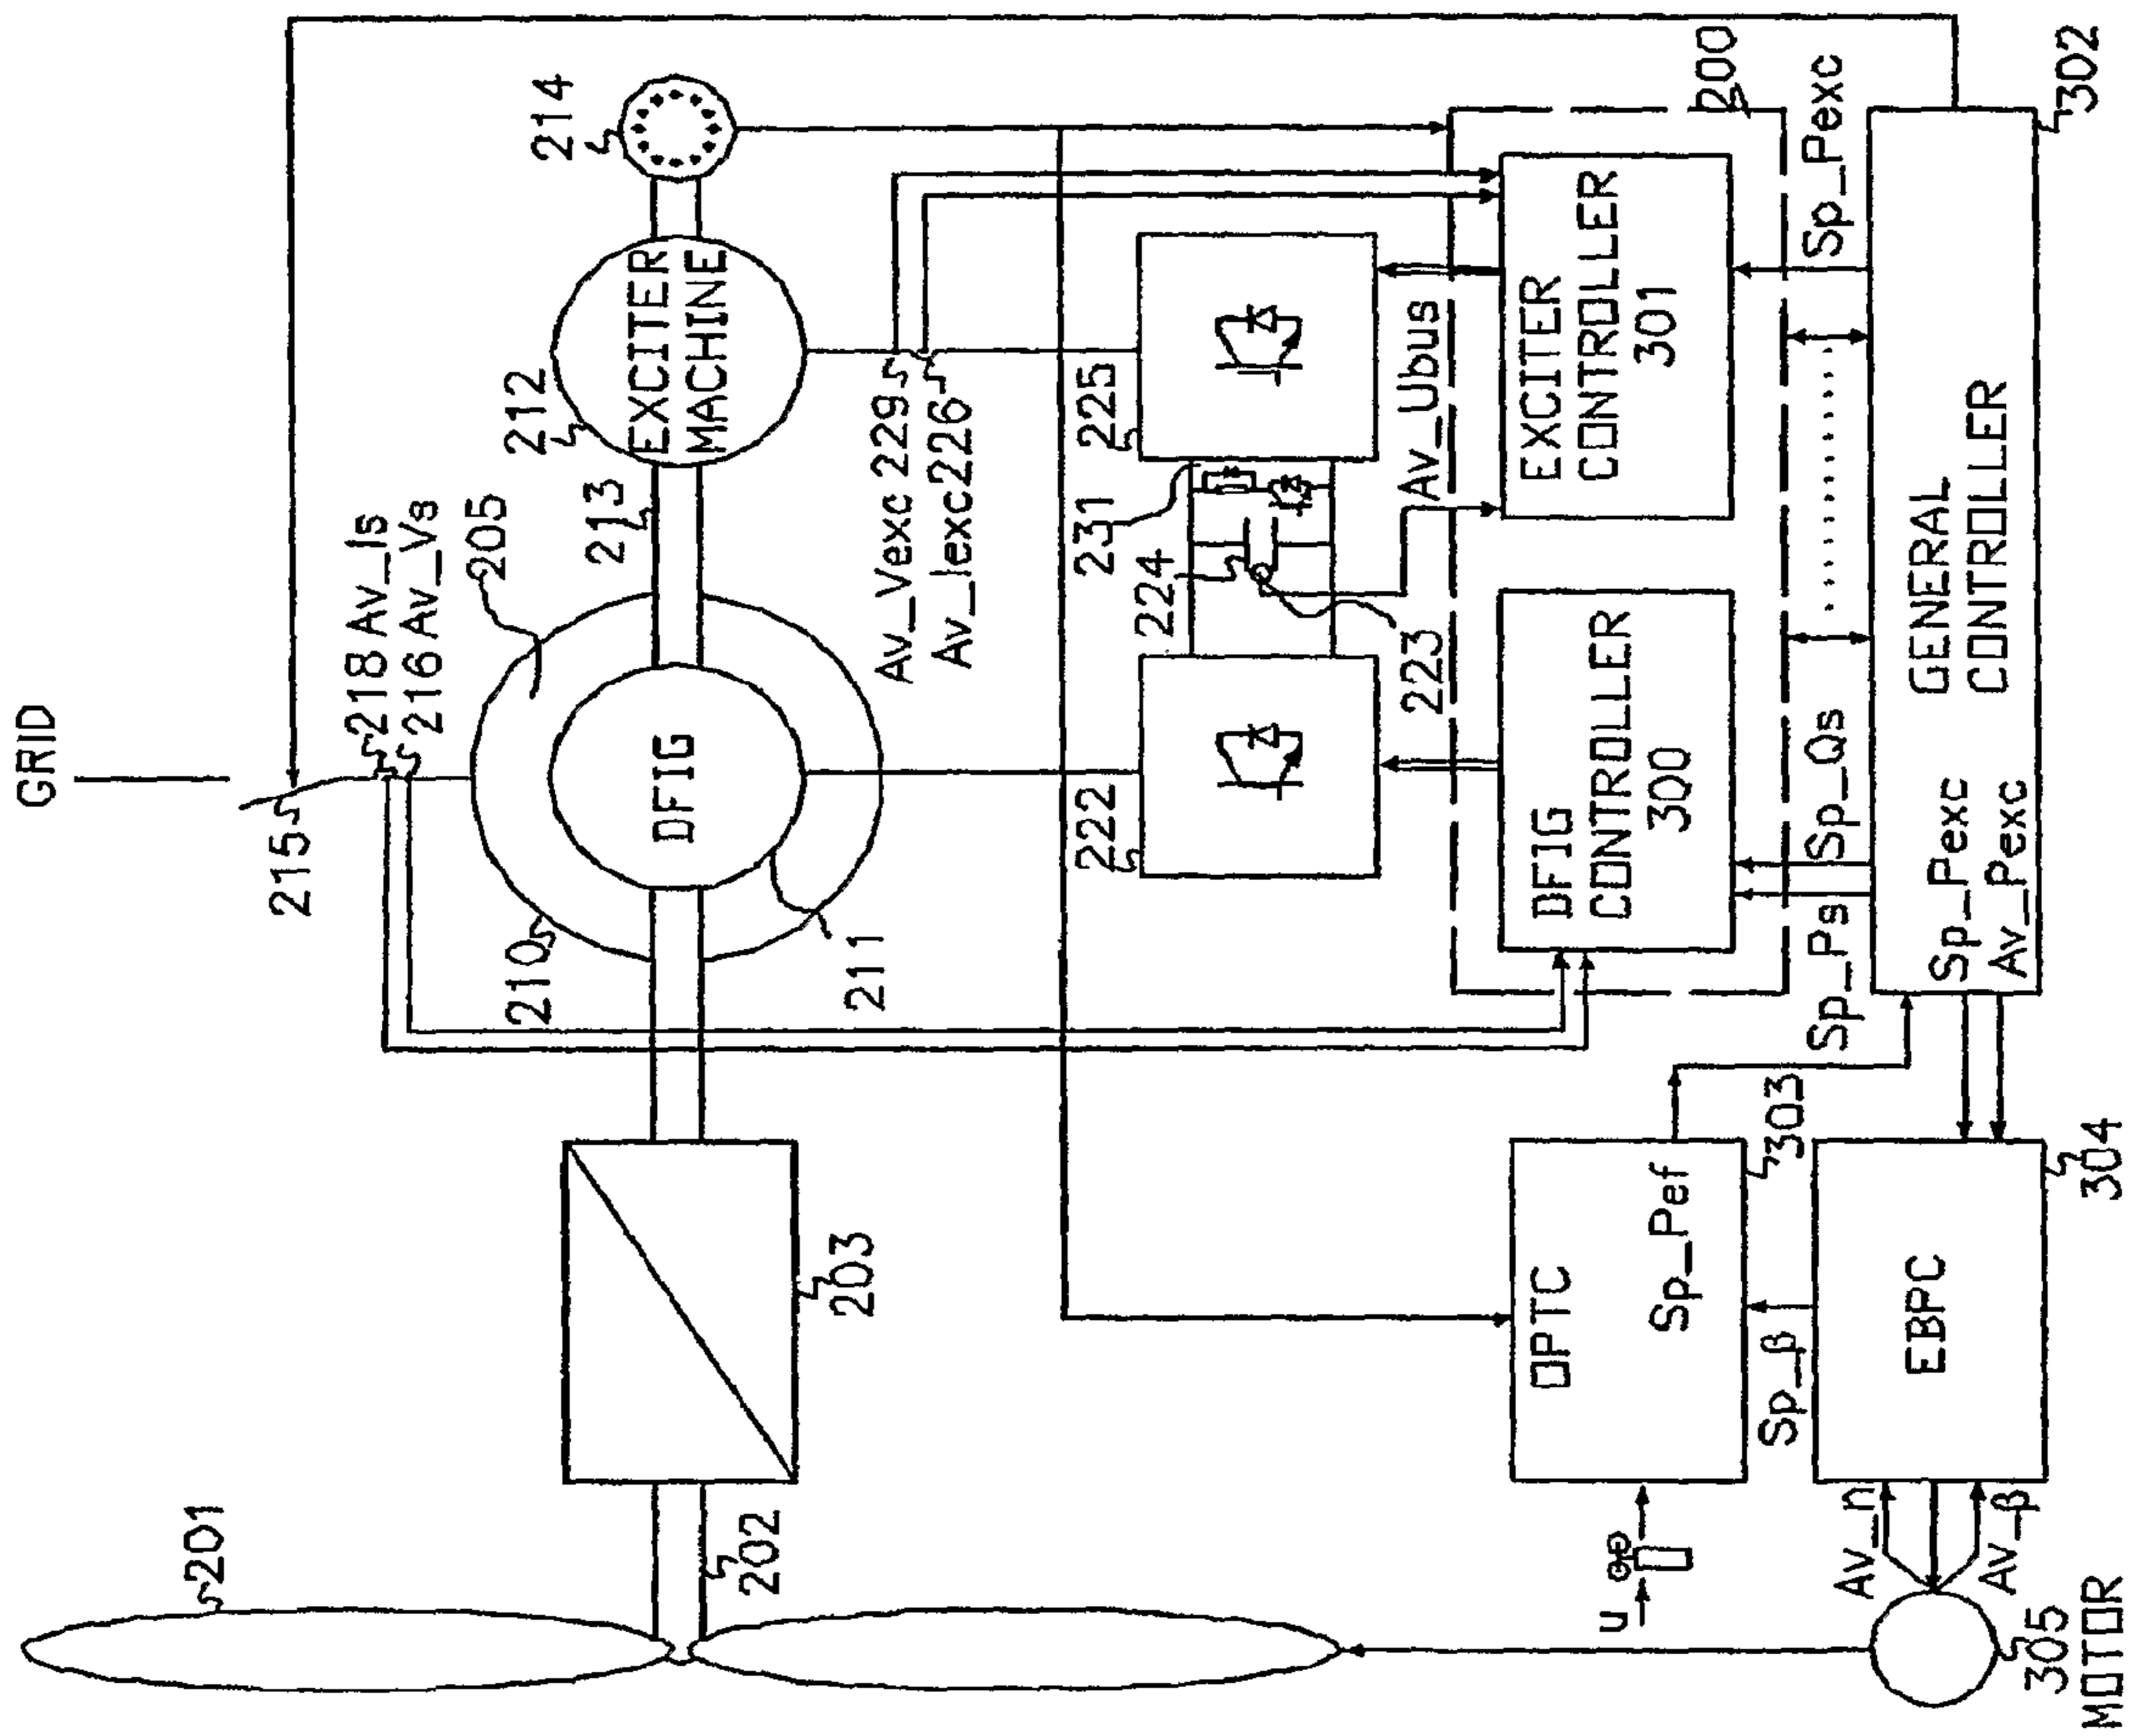 GRID
215
218 Av_Is
216 Av_Vs
205
210
DFIG
211
213
212
EXCITER
MACHINE
214
201
202
203
Av_Vexc 229
Av_Iexc 226
222
224
231
225
223
Av_Ubus
200
DFIG
CONTROLLER
300
EXCITER
CONTROLLER
301
Sp_Ps
Sp_Qs
Sp_Pexc
GENERAL
CONTROLLER
302
Sp_Pexc
Av_Pexc
OPTC
Sp_Pef
303
u
Sp_β
EBPC
304
Av_n
Av_β
305
MOTOR